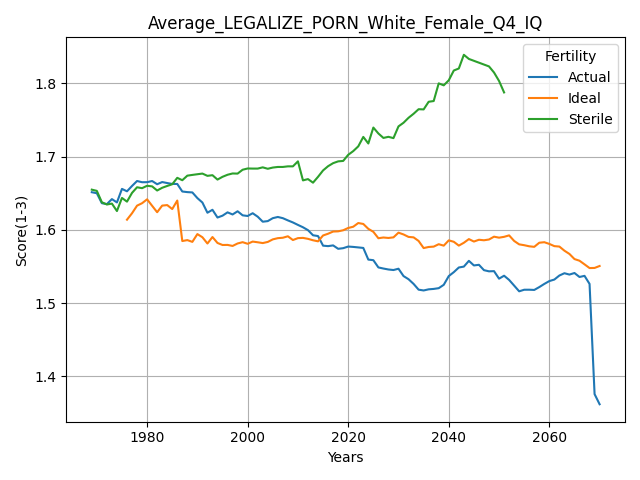 Average_LEGALIZE_PORN_White_Female_Q4_IQ
Fertility
Actual
Ideal
Sterile
Score(1-3)
1.8
1.7
1.6
1.5
1.4
1980
2000
2020
2040
2060
Years